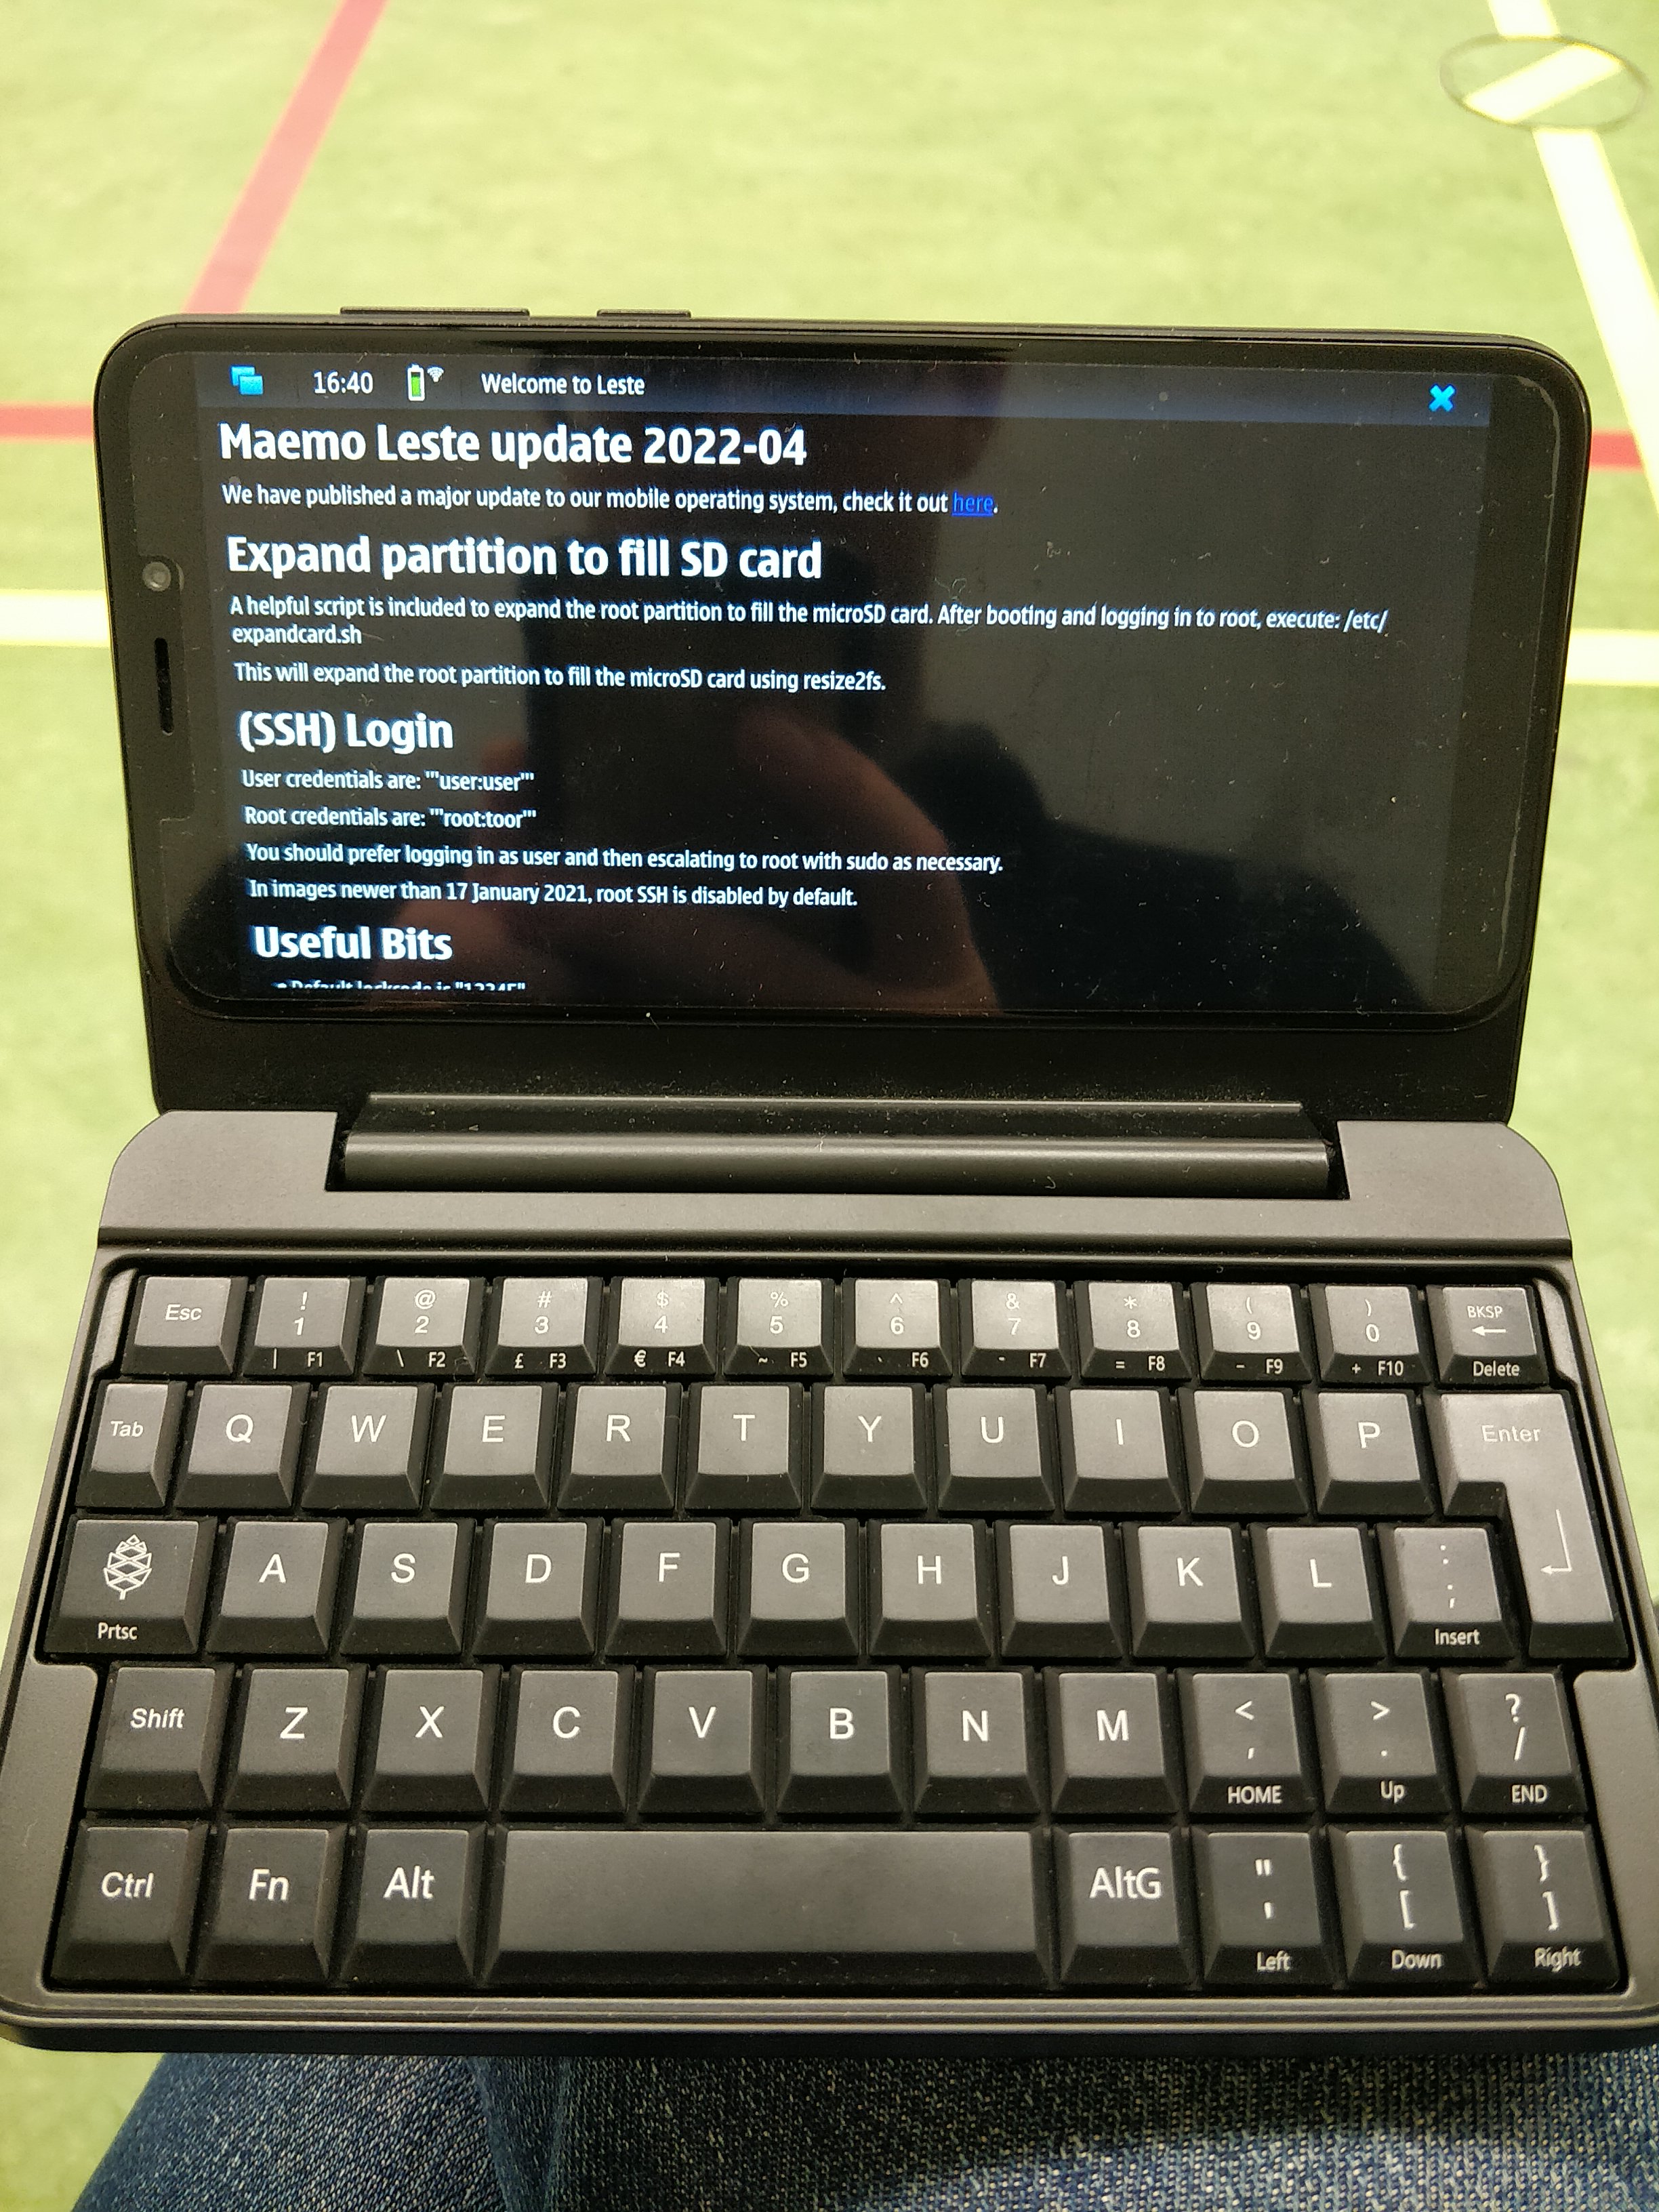 16:40 Welcome to Leste
Maemo Leste update 2022-04
We have published a major update to our mobile operating system, check it out here.
Expand partition to fill SD card
A helpful script is included to expand the root partition to fill the microSD card. After booting and logging in to root, execute: /etc/
expandcard.sh
This will expand the root partition to fill the microSD card using resize2fs.
(SSH) Login
User credentials are: '"user:user"'
Root credentials are: '"root:toor"'
You should prefer logging in as user and then escalating to root with sudo as necessary.
In images newer than 17 January 2021, root SSH is disabled by default.
Useful Bits
• Default lockcode is "12345"
Esc ! @ # $ % ^ & * ( ) BKSP
1 2 3 4 5 6 7 8 9 0 ←
| F1 \ F2 £ F3 € F4 ~ F5 ` F6 - F7 = F8 − F9 + F10 Delete
Tab Q W E R T Y U I O P Enter
A S D F G H J K L : ;
Prtsc Insert
Shift Z X C V B N M < , > . ? /
HOME Up END
Ctrl Fn Alt AltG " ' { [ } ]
Left Down Right